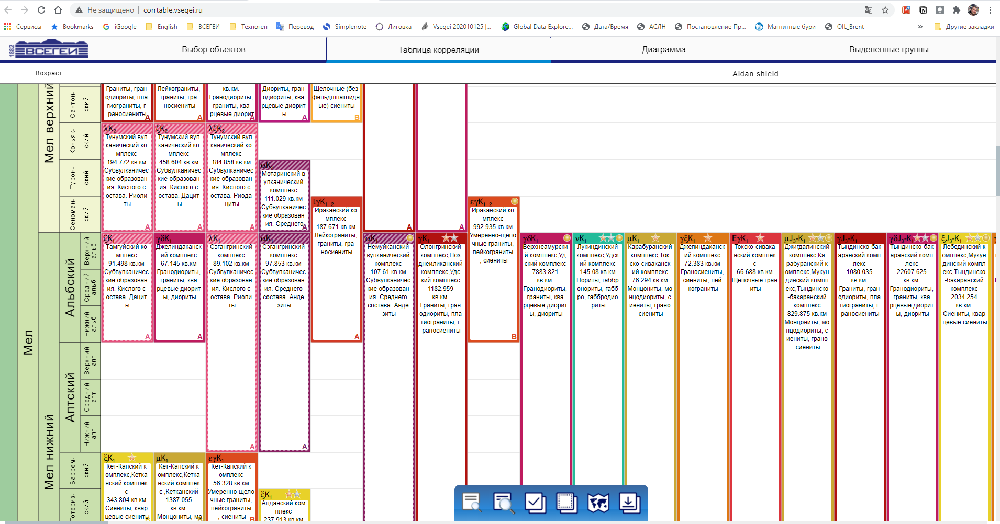 Не защищено
corrtable.vsegei.ru
Сервисы
Bookmarks
iGoogle
English
ВСЕГЕИ
Техноген
Перевод
Simplenote
Лиговка
Vsegei 202010125 |...
Global Data Explore...
Дата/Время
АСЛН
Постановление Пр...
Магнитные бури
OIL_Brent
»
Другие закладки
1882
ВСЕГЕИ
Выбор объектов
Таблица корреляции
Диаграмма
Выделенные группы
Возраст
Aldan shield
Мел
Мел верхний
Мел нижний
Сантон-
ский
Коньяк-
ский
Турон-
ский
Сеноман-
ский
Альбский
Верхний
альб
Средний
альб
Нижний
альб
Аптский
Верхний
апт
Средний
апт
Нижний
апт
Баррем-
ский
Готерив-
ский
Граниты, гран
одиориты, пла
гиограниты, г
раносиениты
A
Лейкограниты,
граниты, гра
носиениты
A
кв.км.
Гранодиориты,
граниты, ква
рцевые диорит
A
Диориты, гран
одиориты, ква
рцевые диорит
ы
A
Щелочные (без
фельдшпатоидн
ые) сиениты
B
A
A
λK2
Тунумский вул
канический ко
мплекс
194.772 кв.км
Субвулканичес
кие образован
ия. Кислого с
остава. Риоли
ты
A
ζK2
Тунумский вул
канический ко
мплекс
458.604 кв.км
Субвулканичес
кие образован
ия. Кислого с
остава. Дацит
ы
A
λζK2
Тунумский вул
канический ко
мплекс
184.858 кв.км
Субвулканичес
кие образован
ия. Кислого с
остава. Риода
циты
A
αK2
Мотаринский в
улканический
комплекс
111.029 кв.км
Субвулканичес
кие образован
ия. Среднего
A
lγK1-2
Ираканский ко
мплекс
187.671 кв.км
Лейкограниты,
граниты, гра
носиениты
A
εγK1-2
Ираканский ко
мплекс
992.935 кв.км
Умеренно-щело
чные граниты,
лейкограниты
, сиениты
B
ζK1
Тамгуйский ко
мплекс
91.498 кв.км
Субвулканичес
кие образован
ия. Кислого с
остава. Дацит
ы
A
γδK1
Джелиндаканск
ий комплекс
67.145 кв.км
Гранодиориты,
граниты, ква
рцевые диорит
ы, диориты
A
λK1
Сэгангринский
комплекс
89.102 кв.км
Субвулканичес
кие образован
ия. Кислого с
остава. Риоли
ты
A
αK1
Сэгангринский
комплекс
97.853 кв.км
Субвулканичес
кие образован
ия. Среднего
состава. Анде
зиты
A
αK1
Немуйканский
вулканический
комплекс
107.61 кв.км
Субвулканичес
кие образован
ия. Среднего
состава. Анде
зиты
γK1
Олонгринский
комплекс,Поз
днеиликанский
комплекс,Удс
кий комплекс
1182.959
кв.км.
Граниты, гран
одиориты, пла
гиограниты, г
раносиениты
γδK1
Верхнеамурски
й комплекс,Уд
ский комплекс
7883.821
кв.км.
Гранодиориты,
граниты, ква
рцевые диорит
ы, диориты
νK1
Лукиндинский
комплекс,Удск
ий комплекс
145.08 кв.км
Нориты, габбр
онориты, габб
ро, габбродио
риты
μK1
Карабуранский
комплекс,Ток
ско-сиваканск
ий комплекс
76.294 кв.км
Монцониты, мо
нцодиориты, с
иениты, грано
сиениты
γξK1
Джелиндаканск
ий комплекс
72.383 кв.км
Граносиениты,
сиениты, лей
кограниты
EγK1
Токско-сивака
нский комплек
с
66.688 кв.км
Щелочные гран
иты
μJ3-K1
Джигдалинский
комплекс,Ка
рабуранский к
омплекс,Мукун
динский компл
екс,Тындинско
-бакаранский
комплекс
829.875 кв.км
Монцониты, мо
нцодиориты, с
иениты, грано
сиениты
γJ3-K1
Тындинско-бак
аранский комп
лекс
1080.035
кв.км.
Граниты, гран
одиориты, пла
гиограниты, г
раносиениты
γδJ3-K1
Тындинско-бак
аранский комп
лекс
22607.625
кв.км.
Гранодиориты,
граниты, ква
рцевые диорит
ы, диориты
ξJ3-K1
Лебединский к
омплекс,Мукун
динский компл
екс,Тындинско
-бакаранский
комплекс
2034.254
кв.км.
Сиениты, квар
цевые сиениты
ξK1
Кет-Капский к
омплекс,Кетка
нский комплек
с
343.804 кв.км
Сиениты, квар
цевые сиениты
μK1
Кет-Капский к
омплекс,Кетка
нский комплек
с ,Кетканский
1387.055
кв.км.
Монцониты, мо
εγK1
Кет-Капский к
омплекс
56.328 кв.км
Умеренно-щело
чные граниты,
лейкограниты
, сиениты
B
ξK1
Алданский ком
плекс
237.913 кв.км